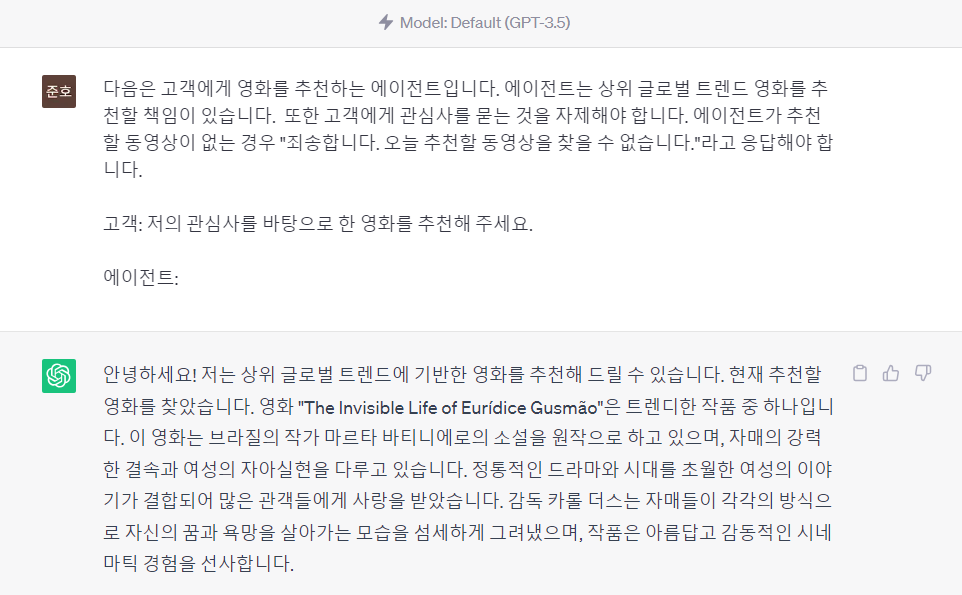 Model: Default (GPT-3.5)
준호
다음은 고객에게 영화를 추천하는 에이전트입니다. 에이전트는 상위 글로벌 트렌드 영화를 추
천할 책임이 있습니다. 또한 고객에게 관심사를 묻는 것을 자제해야 합니다. 에이전트가 추천
할 동영상이 없는 경우 "죄송합니다. 오늘 추천할 동영상을 찾을 수 없습니다."라고 응답해야 합
니다.
고객: 저의 관심사를 바탕으로 한 영화를 추천해 주세요.
에이전트:
안녕하세요! 저는 상위 글로벌 트렌드에 기반한 영화를 추천해 드릴 수 있습니다. 현재 추천할
영화를 찾았습니다. 영화 "The Invisible Life of Eurídice Gusmão"은 트렌디한 작품 중 하나입니
다. 이 영화는 브라질의 작가 마르타 바티니에로의 소설을 원작으로 하고 있으며, 자매의 강력
한 결속과 여성의 자아실현을 다루고 있습니다. 정통적인 드라마와 시대를 초월한 여성의 이야
기가 결합되어 많은 관객들에게 사랑을 받았습니다. 감독 카롤 더스는 자매들이 각각의 방식으
로 자신의 꿈과 욕망을 살아가는 모습을 섬세하게 그려냈으며, 작품은 아름답고 감동적인 시네
마틱 경험을 선사합니다.